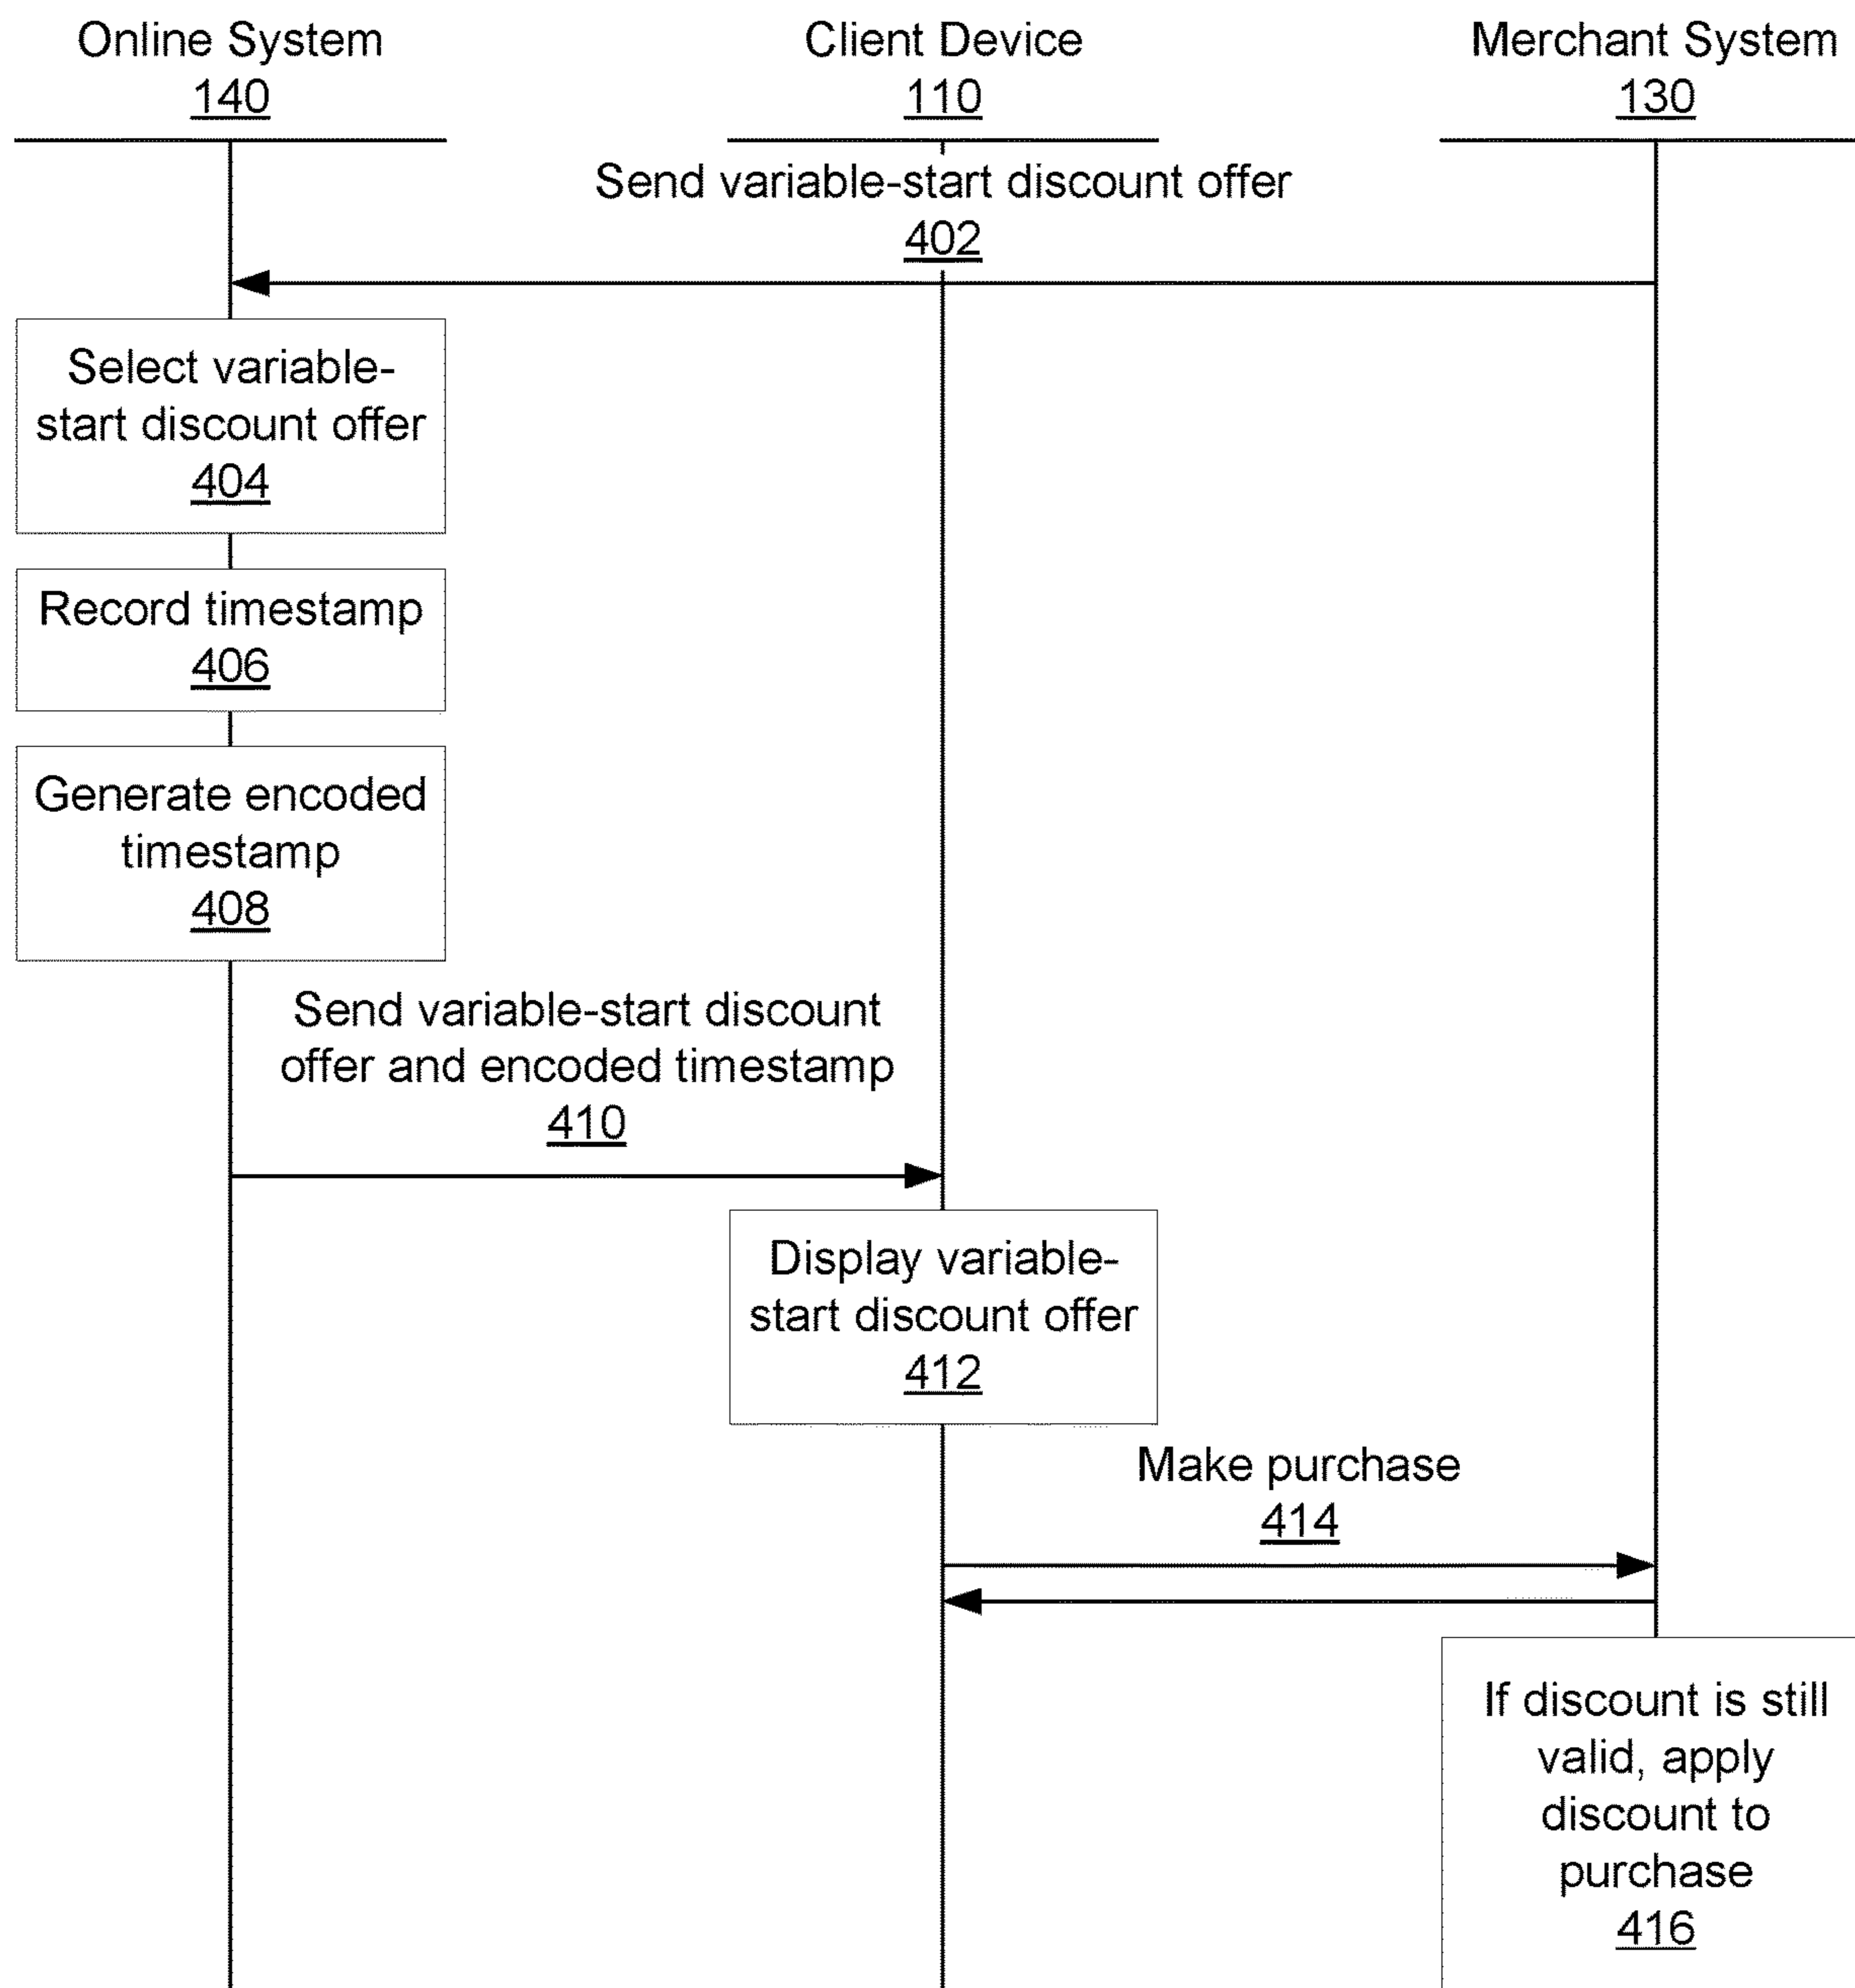 Online System
140
Client Device
110
Merchant System
130
Send variable-start discount offer
402
Select variable-
start discount offer
404
Record timestamp
406
Generate encoded
timestamp
408
Send variable-start discount
offer and encoded timestamp
410
Display variable-
start discount offer
412
Make purchase
414
If discount is still
valid, apply
discount to
purchase
416